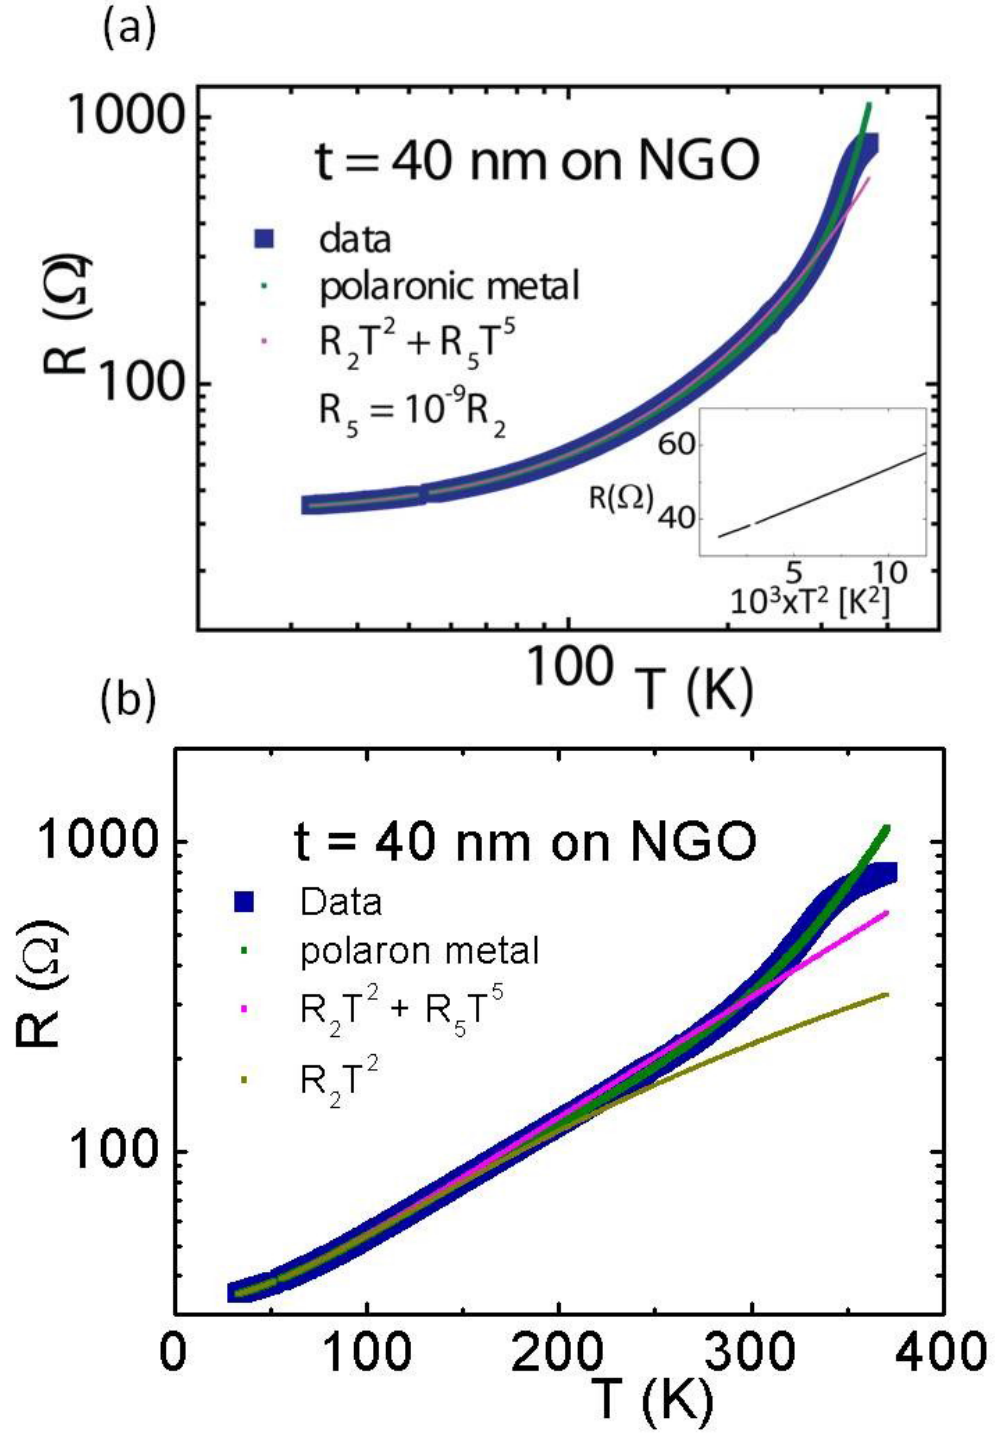 (a)
1000
t = 40 nm on NGO
data
polaronic metal
R₂T² + R₅T⁵
R₅ = 10⁻⁹R₂
R (Ω)
100
60
R(Ω)
40
5 10
10³xT² [K²]
100
T (K)
(b)
1000
t = 40 nm on NGO
Data
polaron metal
R₂T² + R₅T⁵
R₂T²
R (Ω)
100
0 100 200 300 400
T (K)